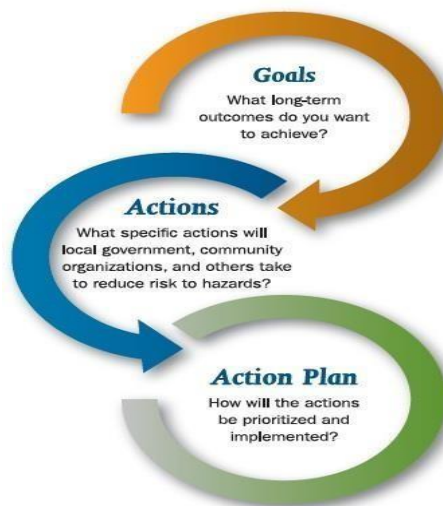 Goals
What long-term
outcomes do you want
to achieve?
Actions
What specific actions will
local government, community
organizations, and others take
to reduce risk to hazards?
Action Plan
How will the actions
be prioritized and
implemented?